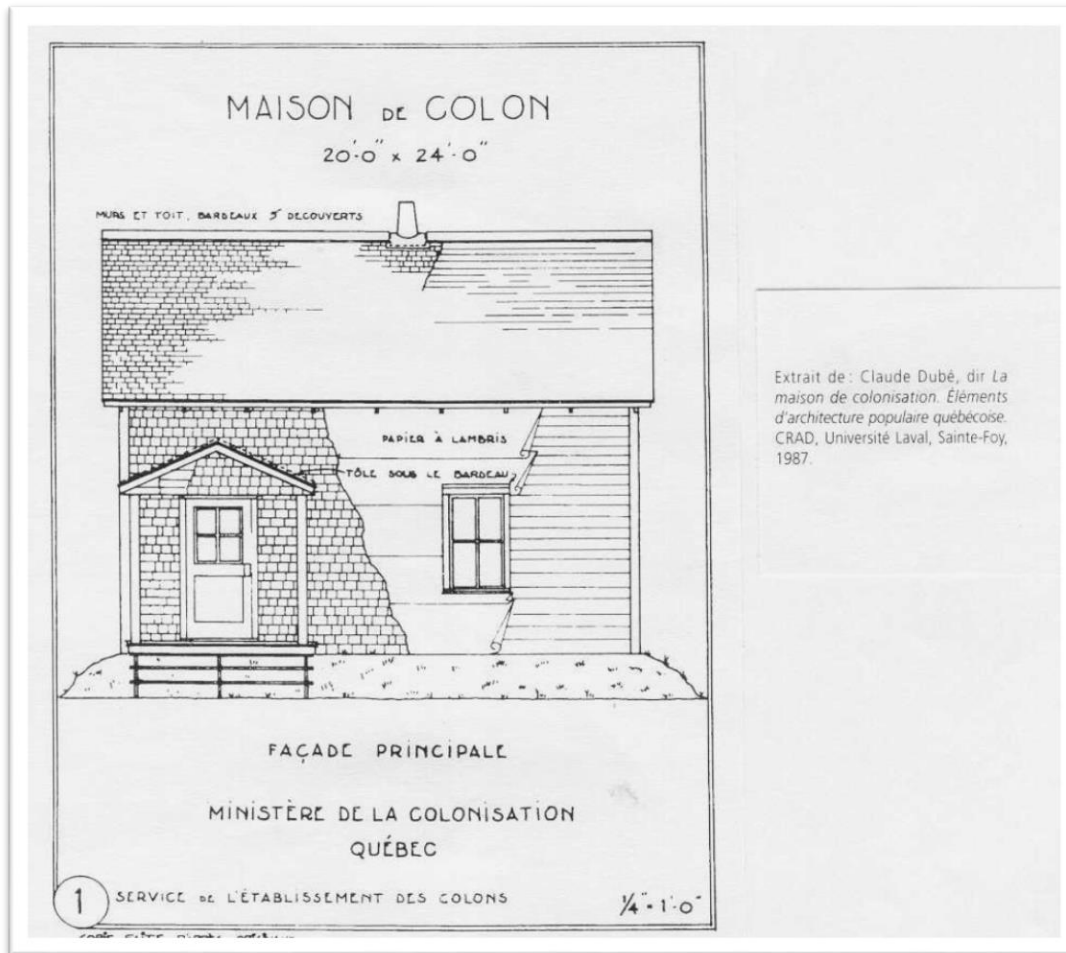 MAISON DE COLON
20'-0" x 24'-0"
MURS ET TOIT, BARDEAUX 5" DECOUVERTS
PAPIER À LAMBRIS
TÔLE SOUS LE BARDEAU
FAÇADE PRINCIPALE
MINISTÈRE DE LA COLONISATION
QUÉBEC
1 SERVICE DE L'ÉTABLISSEMENT DES COLONS
1/4" = 1'-0"
Extrait de : Claude Dubé, dir La
maison de colonisation. Éléments
d'architecture populaire québécoise.
CRAD, Université Laval, Sainte-Foy,
1987.